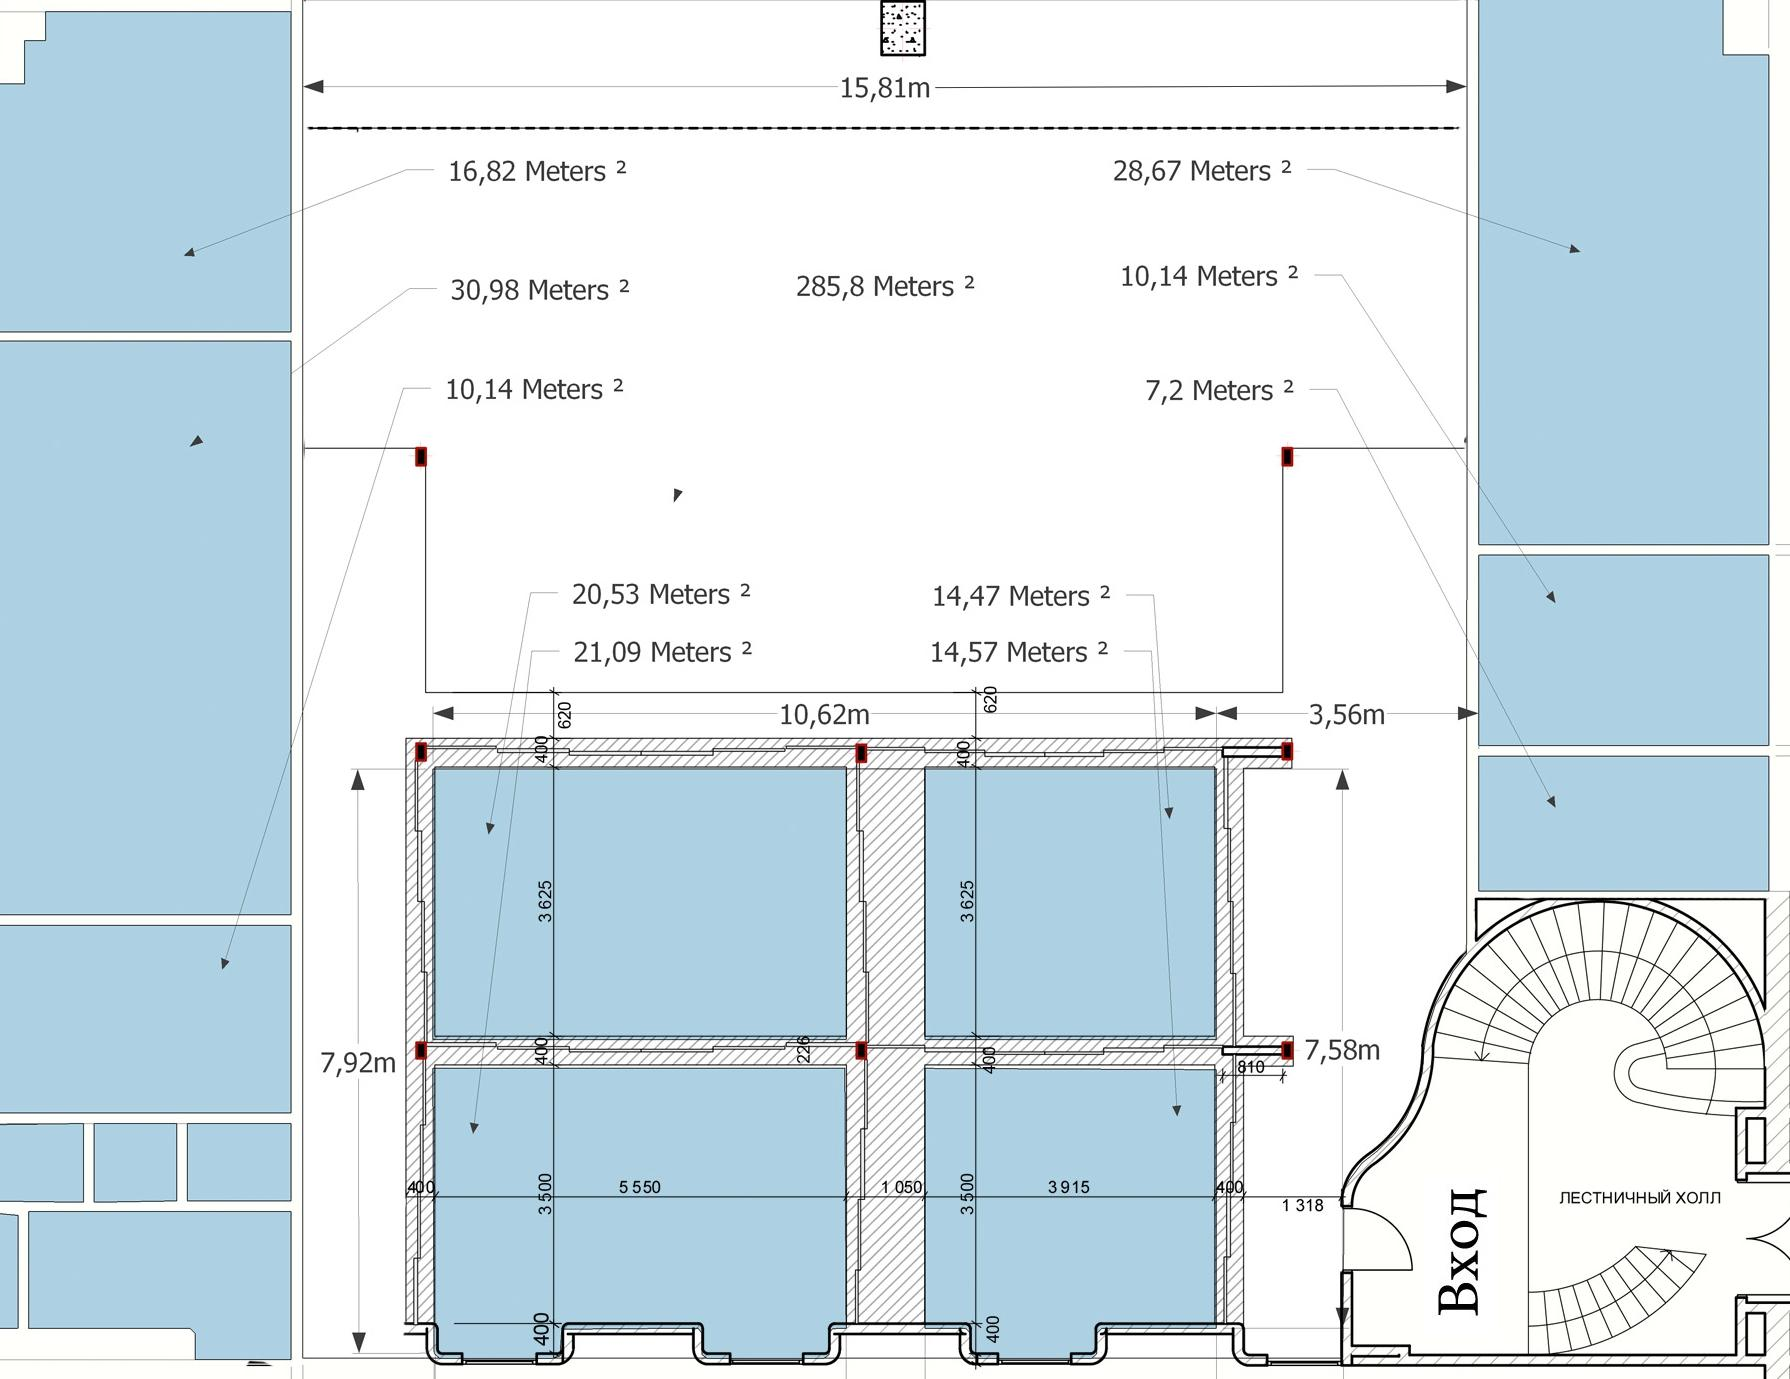 15,81m
16,82 Meters ²
28,67 Meters ²
30,98 Meters ²
285,8 Meters ²
10,14 Meters ²
10,14 Meters ²
7,2 Meters ²
20,53 Meters ²
14,47 Meters ²
21,09 Meters ²
14,57 Meters ²
620
620
10,62m
3,56m
400
400
3 625
3 625
7,92m
400
226
400
7,58m
810
400
3 500
5 550
1 050
3 500
3 915
400
1 318
400
400
Вход
ЛЕСТНИЧНЫЙ ХОЛЛ